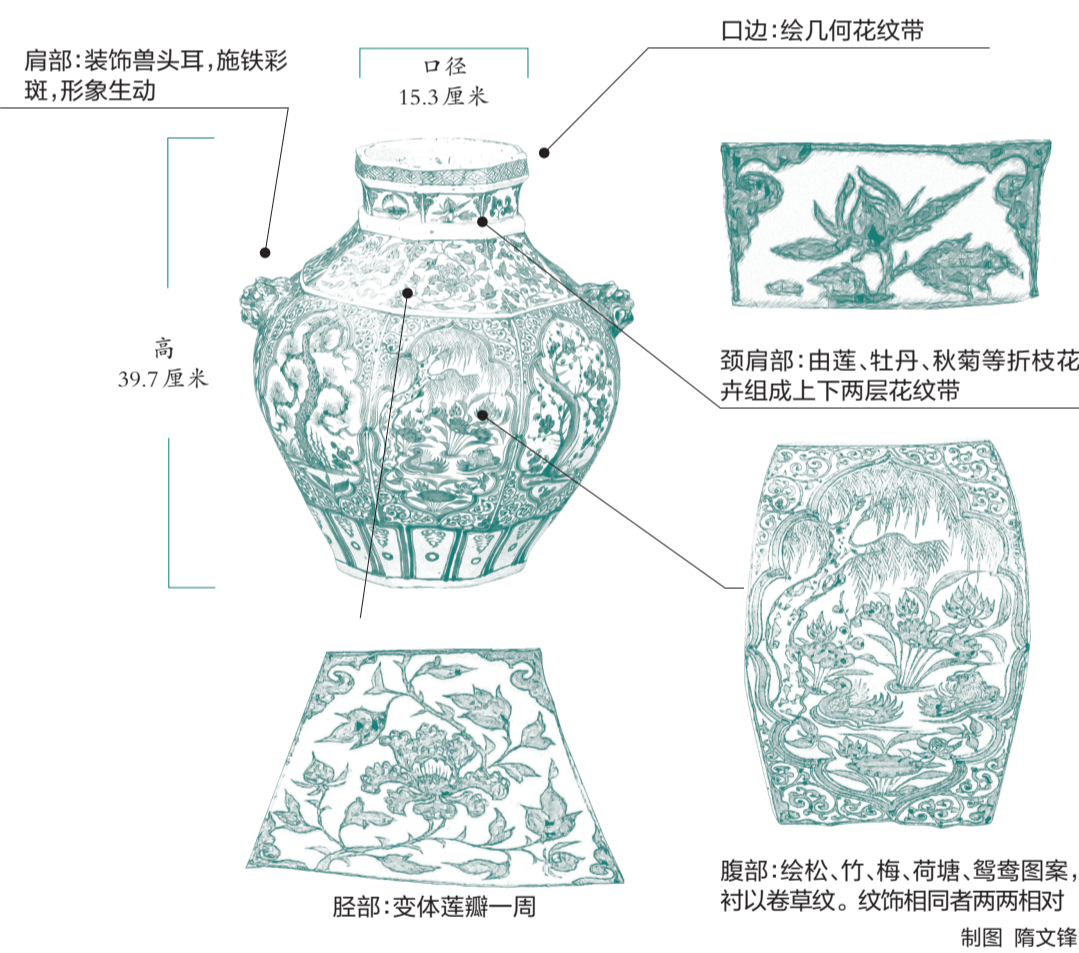 口边:绘几何花纹带
肩部:装饰兽头耳,施铁彩
斑,形象生动
口径
15.3厘米
高
39.7厘米
颈肩部:由莲、牡丹、秋菊等折枝花
卉组成上下两层花纹带
腹部:绘松、竹、梅、荷塘、鸳鸯图案,
衬以卷草纹。纹饰相同者两两相对
胫部:变体莲瓣一周
制图 隋文锋